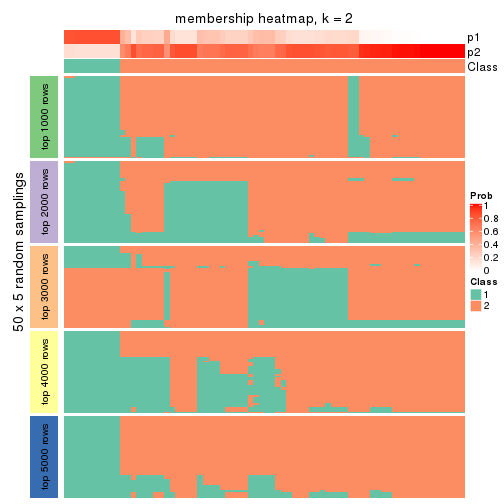 membership heatmap, k = 2
p1
p2
Class
top 1000 rows
top 2000 rows
top 3000 rows
top 4000 rows
top 5000 rows
50 x 5 random samplings
Prob
1
0.8
0.6
0.4
0.2
0
Class
1
2